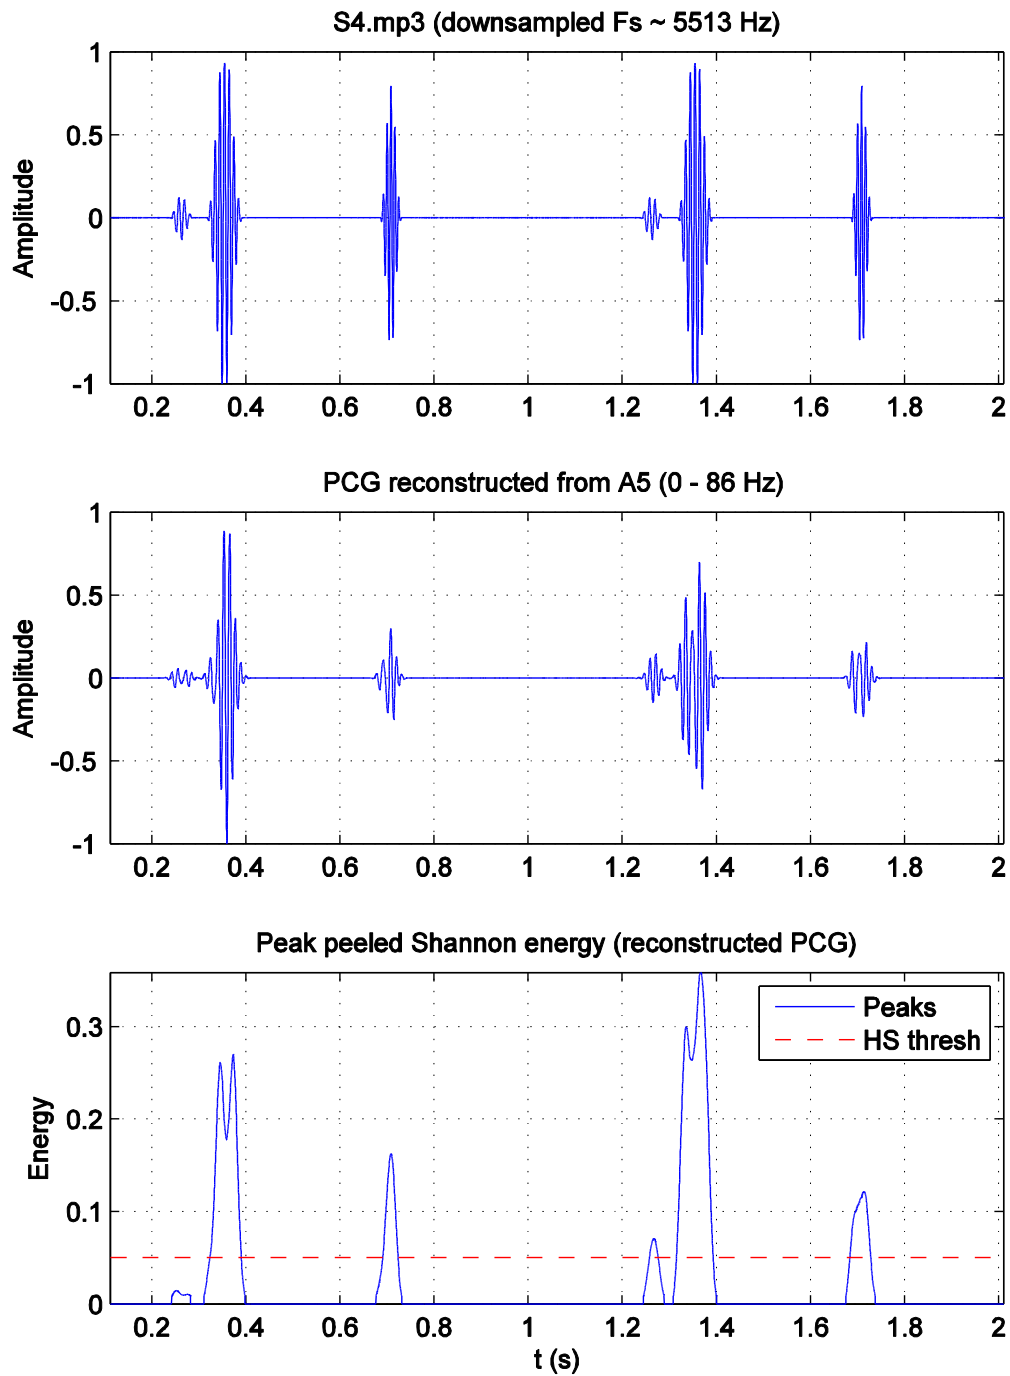 S4.mp3 (downsampled Fs ~ 5513 Hz)
Amplitude
1
0.5
0
-0.5
-1
0.2 0.4 0.6 0.8 1 1.2 1.4 1.6 1.8 2
PCG reconstructed from A5 (0 - 86 Hz)
Amplitude
1
0.5
0
-0.5
-1
0.2 0.4 0.6 0.8 1 1.2 1.4 1.6 1.8 2
Peak peeled Shannon energy (reconstructed PCG)
Energy
0.3
0.2
0.1
0
Peaks
HS thresh
0.2 0.4 0.6 0.8 1 1.2 1.4 1.6 1.8 2
t (s)